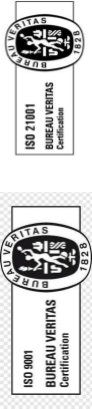 ISO 21001
BUREAU VERITAS
Certification
BUREAU VERITAS
1828
ISO 9001
BUREAU VERITAS
Certification
BUREAU VERITAS
1828